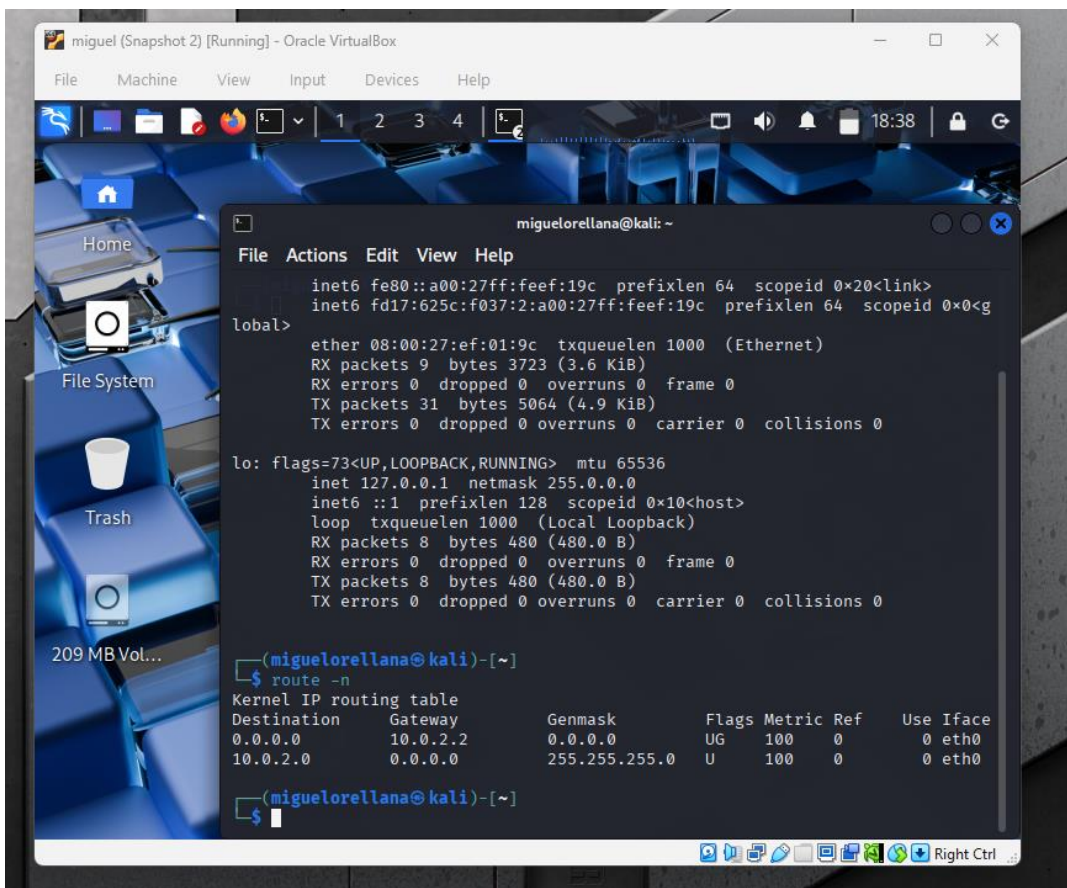 miguel (Snapshot 2) [Running] - Oracle VirtualBox
File Machine View Input Devices Help
1 2 3 4 2 18:38
Home
File System
Trash
209 MB Vol...
miguelorellana@kali: ~
File Actions Edit View Help
inet6 fe80::a00:27ff:feef:19c prefixlen 64 scopeid 0×20<link>
inet6 fd17:625c:f037:2:a00:27ff:feef:19c prefixlen 64 scopeid 0×0<g
lobal>
ether 08:00:27:ef:01:9c txqueuelen 1000 (Ethernet)
RX packets 9 bytes 3723 (3.6 KiB)
RX errors 0 dropped 0 overruns 0 frame 0
TX packets 31 bytes 5064 (4.9 KiB)
TX errors 0 dropped 0 overruns 0 carrier 0 collisions 0
lo: flags=73<UP,LOOPBACK,RUNNING> mtu 65536
inet 127.0.0.1 netmask 255.0.0.0
inet6 ::1 prefixlen 128 scopeid 0×10<host>
loop txqueuelen 1000 (Local Loopback)
RX packets 8 bytes 480 (480.0 B)
RX errors 0 dropped 0 overruns 0 frame 0
TX packets 8 bytes 480 (480.0 B)
TX errors 0 dropped 0 overruns 0 carrier 0 collisions 0
(miguelorellana㉿kali)-[~]
$ route -n
Kernel IP routing table
Destination Gateway Genmask Flags Metric Ref Use Iface
0.0.0.0 10.0.2.2 0.0.0.0 UG 100 0 0 eth0
10.0.2.0 0.0.0.0 255.255.255.0 U 100 0 0 eth0
(miguelorellana㉿kali)-[~]
$
Right Ctrl